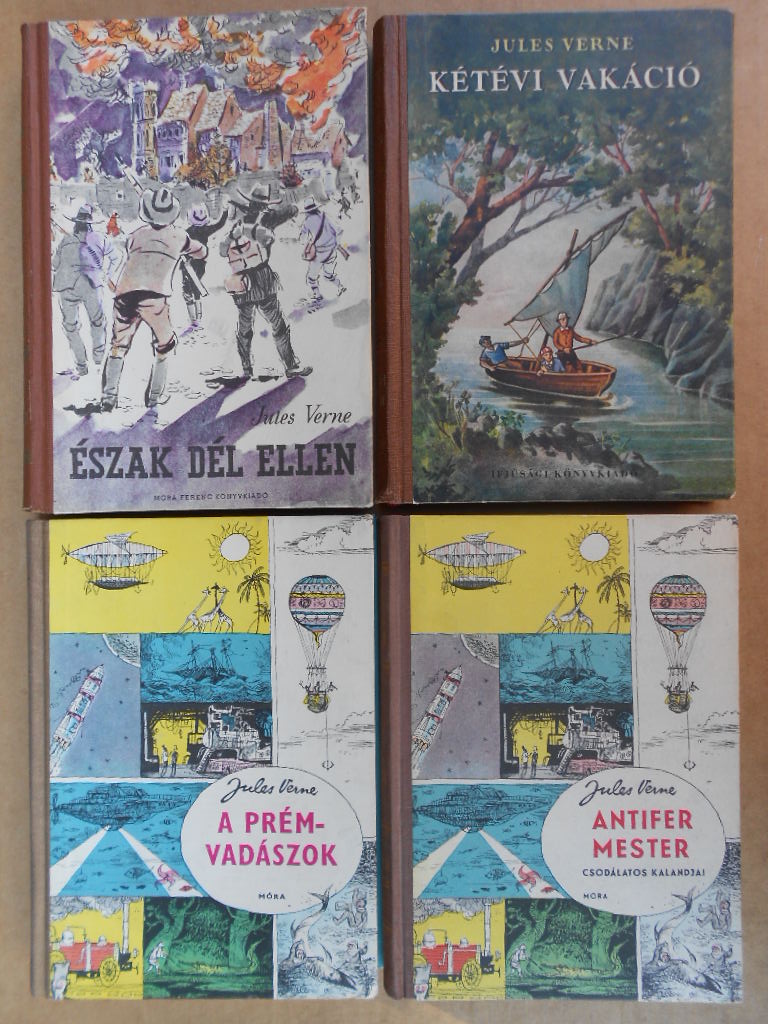 Jules Verne
ÉSZAK DÉL ELLEN
MÓRA FERENC KÖNYVKIADÓ
JULES VERNE
KÉTÉVI VAKÁCIÓ
IFJÚSÁGI KÖNYVKIADÓ
Jules Verne
A PRÉM-
VADÁSZOK
MÓRA
Jules Verne
ANTIFER
MESTER
CSODÁLATOS KALANDJAI
MÓRA